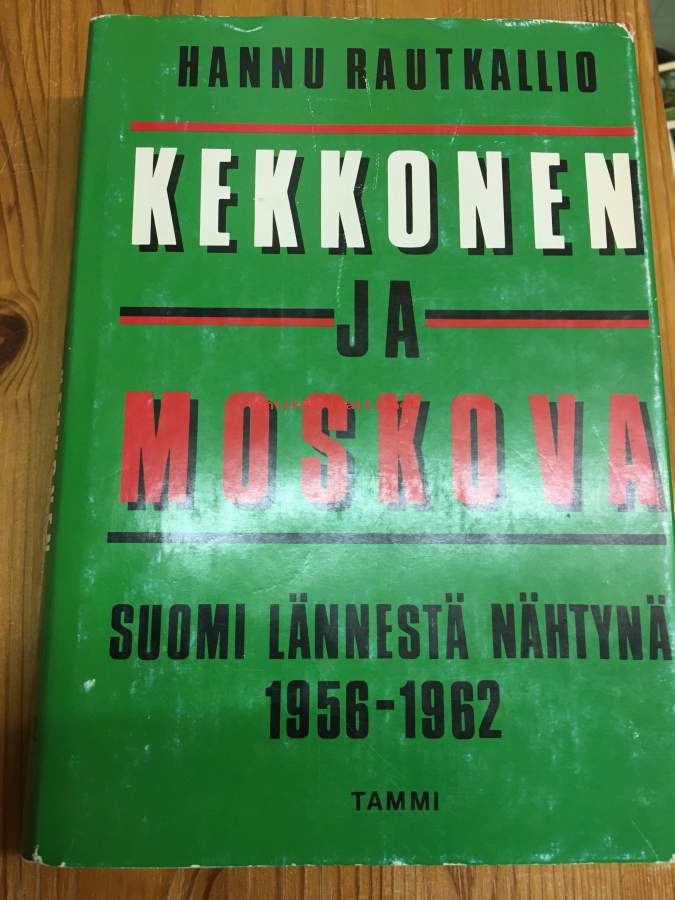 HANNU RAUTKALLIO
KEKKONEN
JA
MOSKOVA
SUOMI LÄNNESTÄ NÄHTYNÄ
1956-1962
TAMMI